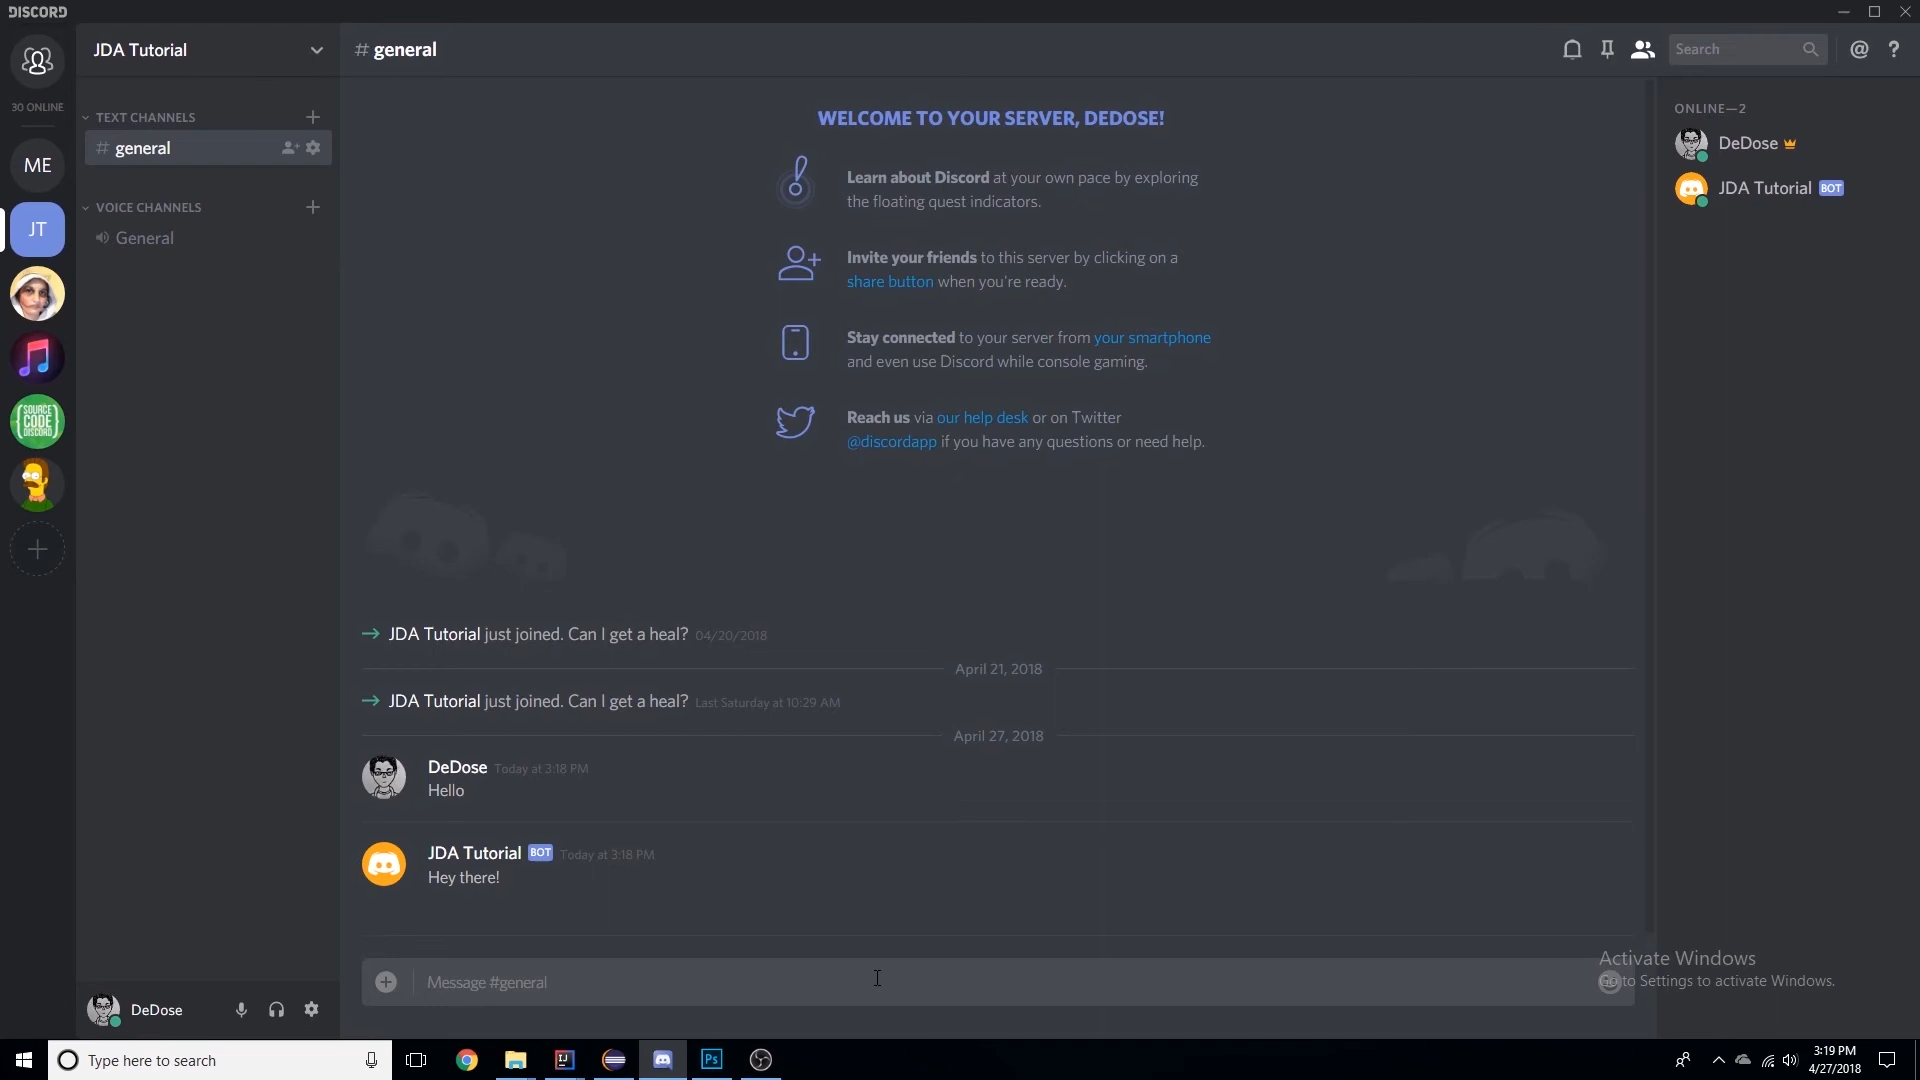 DISCORD
JDA Tutorial
# general
Search
@
?
30 ONLINE
ME
JT
{SOURCE
CODE}
DISCORD
TEXT CHANNELS
# general
VOICE CHANNELS
General
WELCOME TO YOUR SERVER, DEDOSE!
Learn about Discord at your own pace by exploring
the floating quest indicators.
Invite your friends to this server by clicking on a
share button when you're ready.
Stay connected to your server from your smartphone
and even use Discord while console gaming.
Reach us via our help desk or on Twitter
@discordapp if you have any questions or need help.
JDA Tutorial just joined. Can I get a heal? 04/20/2018
April 21, 2018
JDA Tutorial just joined. Can I get a heal? Last Saturday at 10:29 AM
April 27, 2018
DeDose Today at 3:18 PM
Hello
JDA Tutorial BOT Today at 3:18 PM
Hey there!
Message #general
ONLINE—2
DeDose
JDA Tutorial BOT
Activate Windows
Go to Settings to activate Windows.
DeDose
Type here to search
IJ
Ps
3:19 PM
4/27/2018